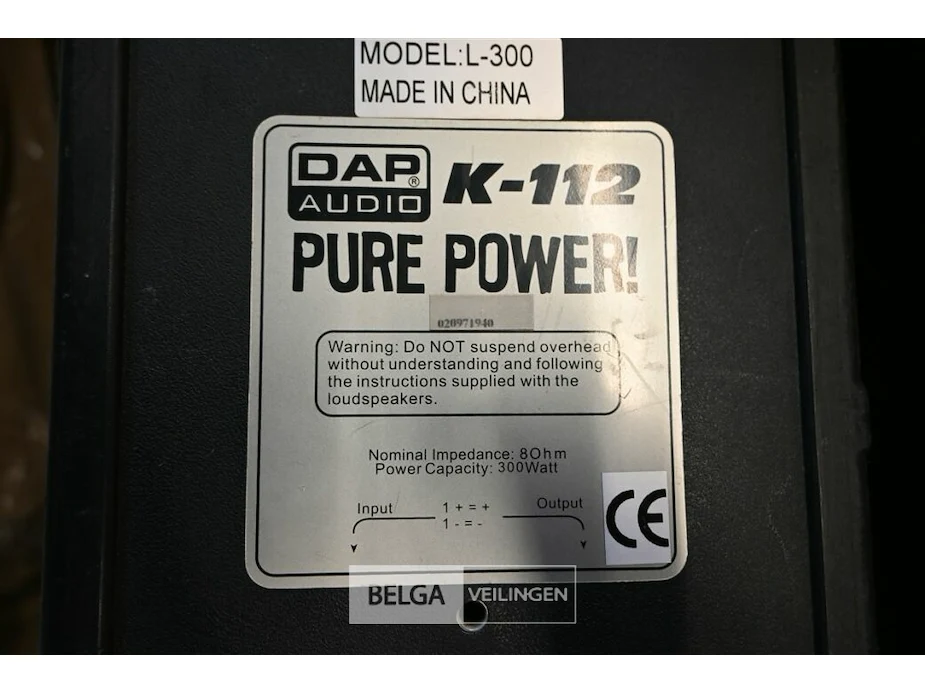 MODEL:L-300
MADE IN CHINA
DAP® K-112
AUDIO
PURE POWER!
020971940
Warning: Do NOT suspend overhead
without understanding and following
the instructions supplied with the
loudspeakers.
Nominal Impedance: 8Ohm
Power Capacity: 300Watt
Input 1 + = + Output
1 - = -
CE
BELGA VEILINGEN